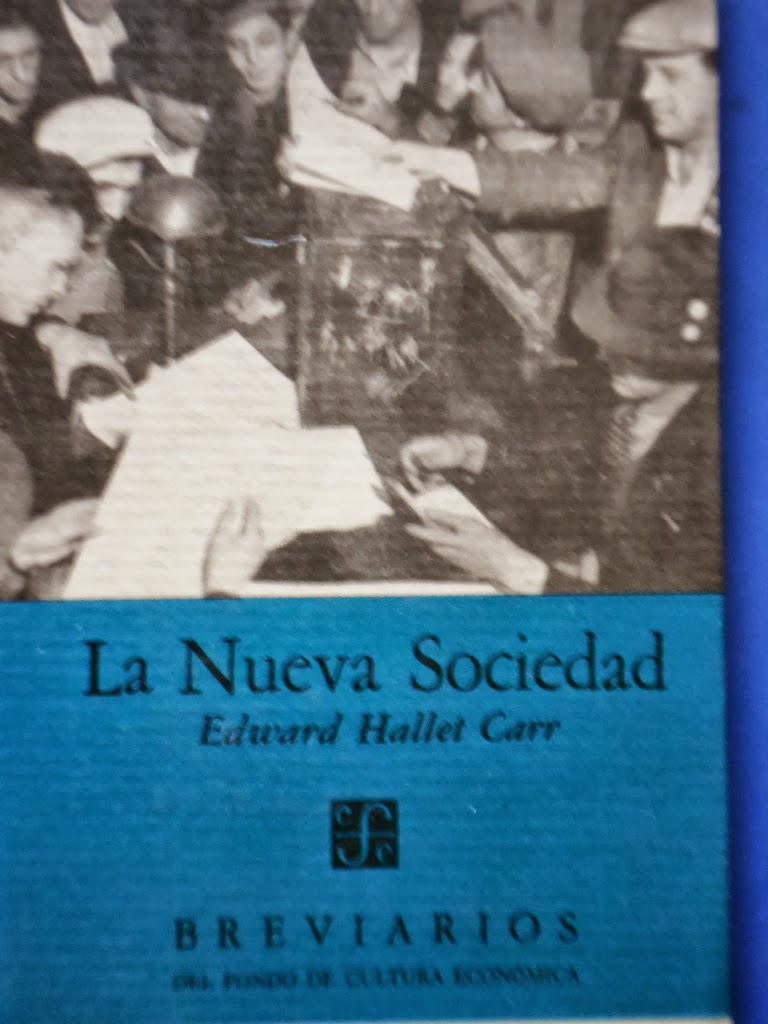 La Nueva Sociedad
Edward Hallet Carr
BREVIARIOS
DEL FONDO DE CULTURA ECONÓMICA